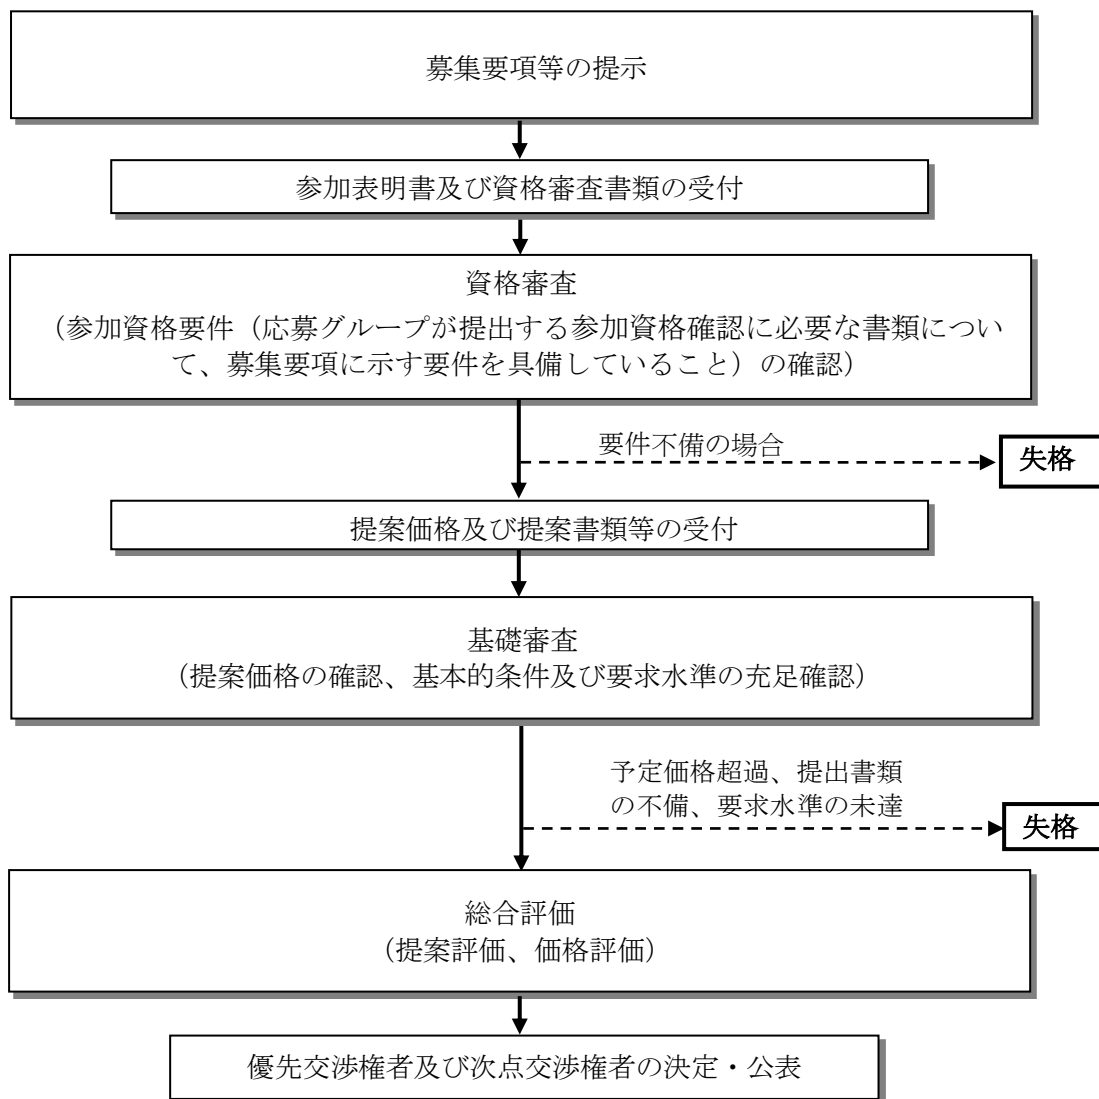 募集要項等の提示
参加表明書及び資格審査書類の受付
資格審査
（参加資格要件（応募グループが提出する参加資格確認に必要な書類につい
て、募集要項に示す要件を具備していること）の確認）
要件不備の場合
失格
提案価格及び提案書類等の受付
基礎審査
（提案価格の確認、基本的条件及び要求水準の充足確認）
予定価格超過、提出書類
の不備、要求水準の未達
失格
総合評価
（提案評価、価格評価）
優先交渉権者及び次点交渉権者の決定・公表